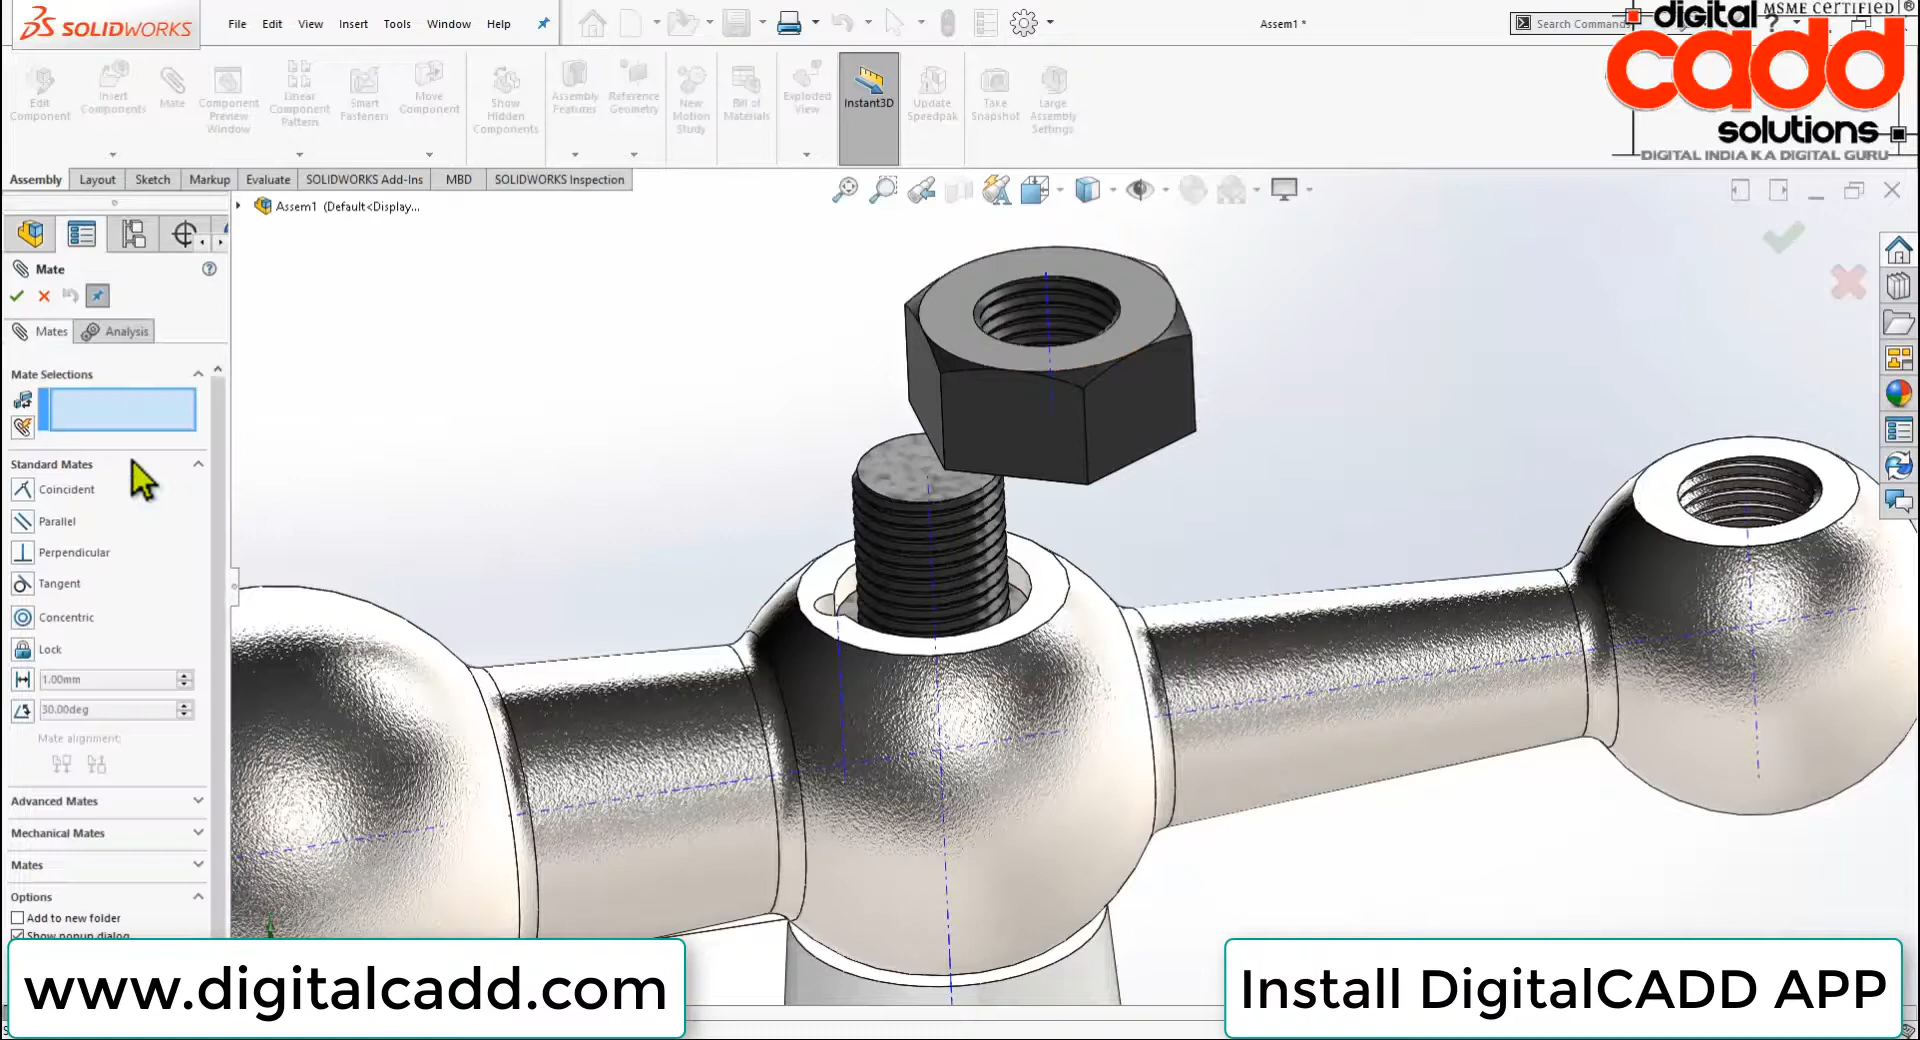 SOLIDWORKS
File Edit View Insert Tools Window Help
Assem1 *
Search Commands
digital
MSME CERTIFIED ®
cadd
solutions
DIGITAL INDIA KA DIGITAL GURU
Edit Component
Insert Components
Mate
Component Preview Window
Linear Component Pattern
Smart Fasteners
Move Component
Show Hidden Components
Assembly Features
Reference Geometry
New Motion Study
Bill of Materials
Exploded View
Instant3D
Update Speedpak
Take Snapshot
Large Assembly Settings
Assembly Layout Sketch Markup Evaluate SOLIDWORKS Add-Ins MBD SOLIDWORKS Inspection
Assem1 (Default<Display...
Mate
Mates Analysis
Mate Selections
Standard Mates
Coincident
Parallel
Perpendicular
Tangent
Concentric
Lock
1.00mm
30.00deg
Mate alignment:
Advanced Mates
Mechanical Mates
Mates
Options
Add to new folder
Show popup dialog
www.digitalcadd.com
Install DigitalCADD APP